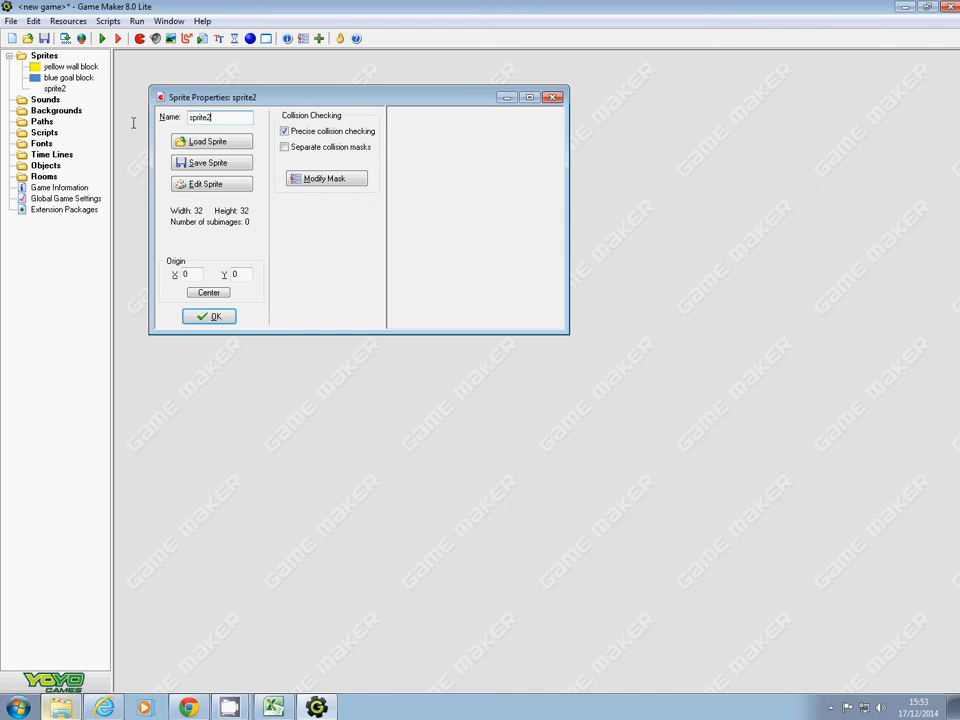 <new game>* - Game Maker 8.0 Lite
File Edit Resources Scripts Run Window Help
Sprites
yellow wall block
blue goal block
sprite2
Sounds
Backgrounds
Paths
Scripts
Fonts
Time Lines
Objects
Rooms
Game Information
Global Game Settings
Extension Packages
Sprite Properties: sprite2
Name: sprite2
Load Sprite
Save Sprite
Edit Sprite
Width: 32 Height: 32
Number of subimages: 0
Origin
X 0 Y 0
Center
OK
Collision Checking
Precise collision checking
Separate collision masks
Modify Mask
GAME MAKER
YOYO
GAMES
15:53
17/12/2014